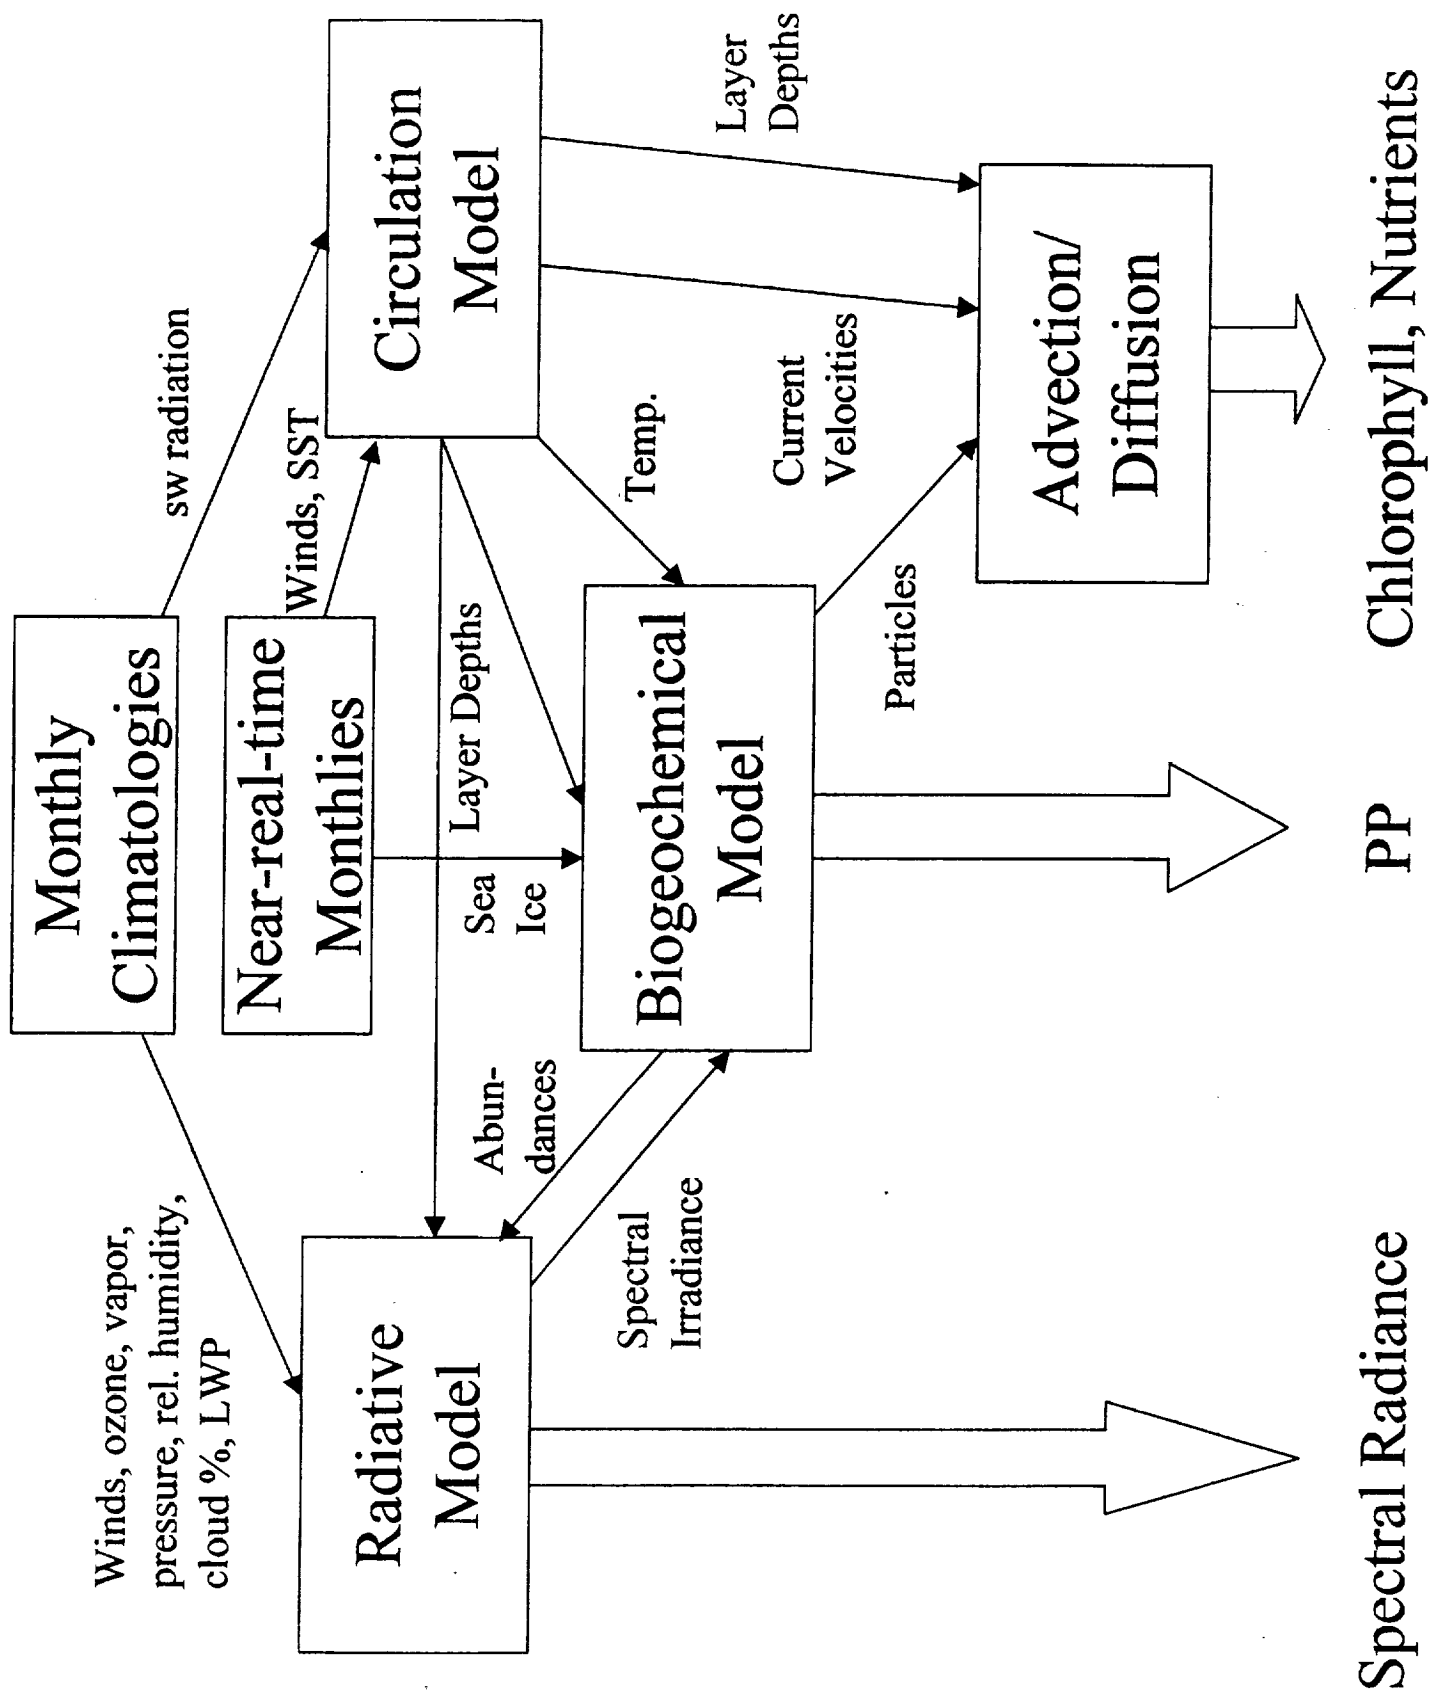 Monthly
Climatologies
Winds, ozone, vapor,
pressure, rel. humidity,
cloud %, LWP
sw radiation
Near-real-time
Monthlies
Winds, SST
Radiative
Model
Circulation
Model
Layer Depths
Sea
Ice
Abun-
dances
Temp.
Spectral
Irradiance
Biogeochemical
Model
Layer
Depths
Current
Velocities
Particles
Advection/
Diffusion
Spectral Radiance
PP
Chlorophyll, Nutrients